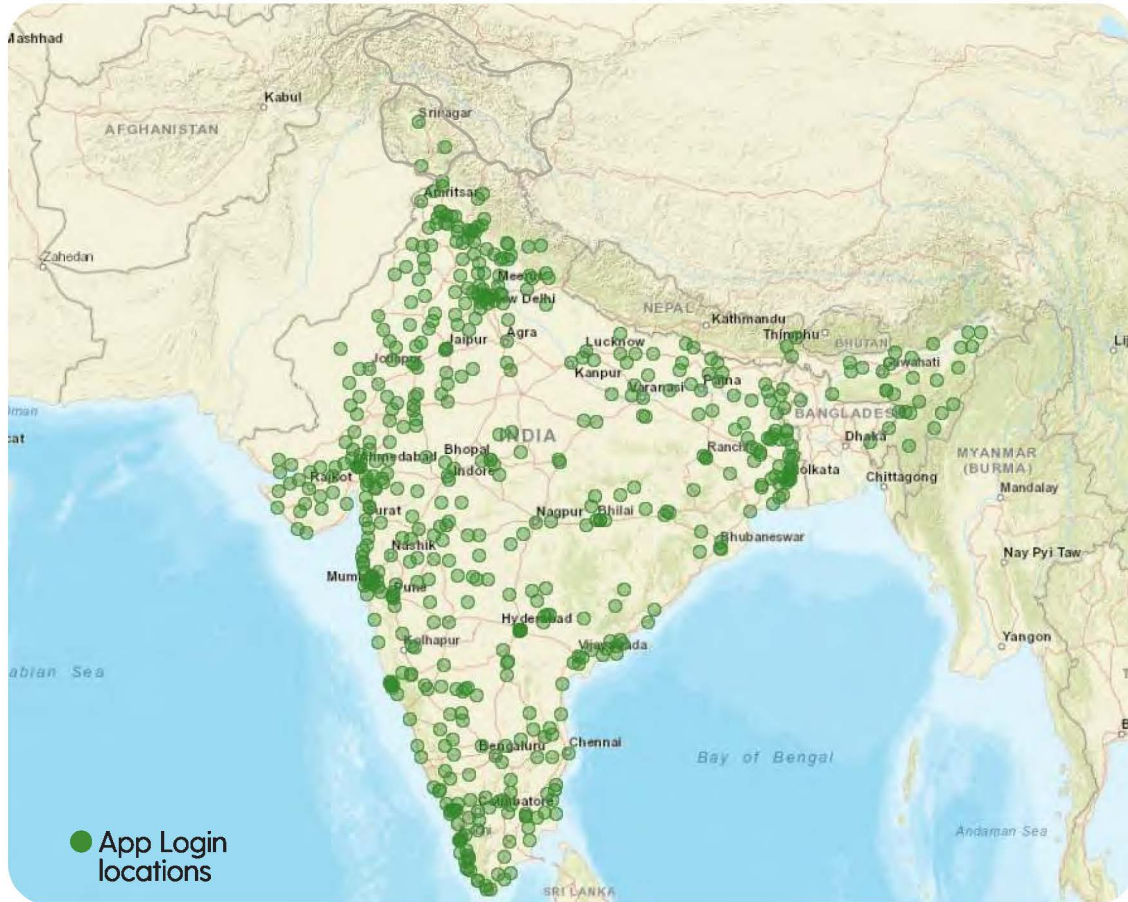 Mashhad
Kabul
AFGHANISTAN
Srinagar
Amritsar
Zahedan
Meerut
New Delhi
NEPAL
Kathmandu
Thimphu
BHUTAN
Agra
Jaipur
Lucknow
Jodhpur
Kanpur
Guwahati
Varanasi
Patna
BANGLADESH
INDIA
Dhaka
Bhopal
Ranchi
Ahmedabad
MYANMAR
(BURMA)
Indore
Kolkata
Rajkot
Chittagong
Mandalay
Surat
Nagpur
Bhilai
Bhubaneswar
Nashik
Nay Pyi Taw
Mumbai
Pune
Hyderabad
Kolhapur
Vijayawada
Yangon
abian Sea
Bengaluru
Chennai
Bay of Bengal
Coimbatore
Andaman Sea
App Login
locations
SRI LANKA